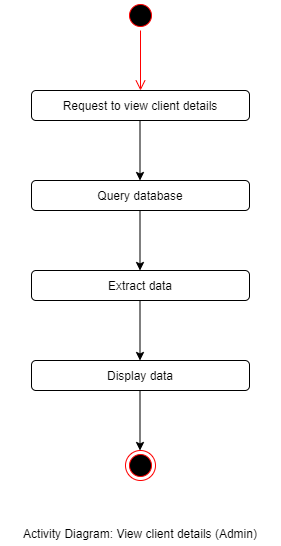 Request to view client details
Query database
Extract data
Display data
Activity Diagram: View client details (Admin)